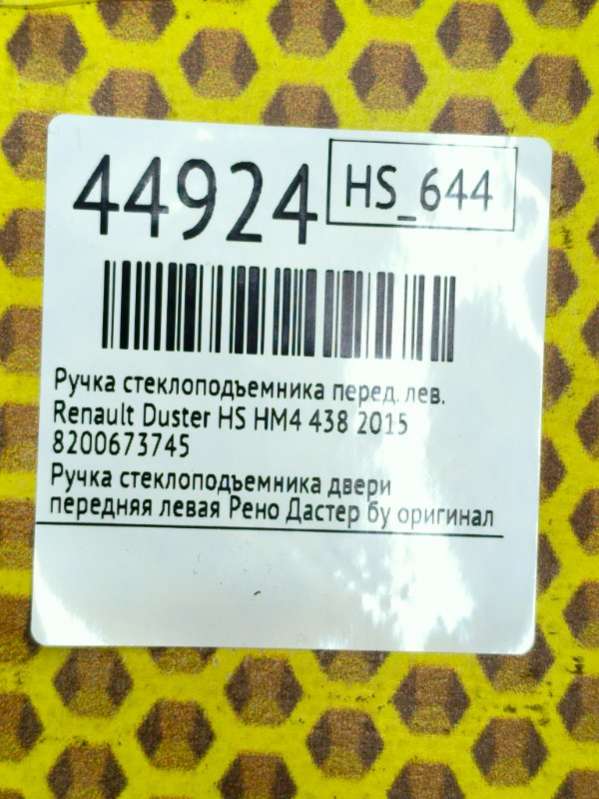 44924
HS_644
Ручка стеклоподъемника перед. лев.
Renault Duster HS HM4 438 2015
8200673745
Ручка стеклоподъемника двери
передняя левая Рено Дастер бу оригинал